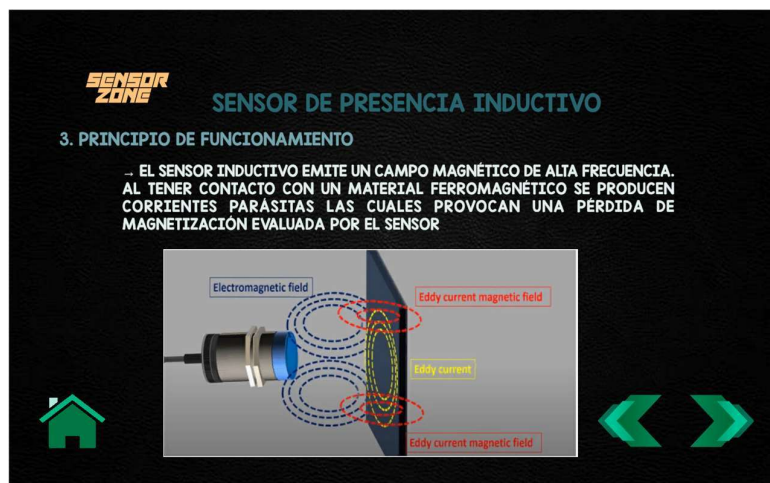 SENSOR
ZONE
SENSOR DE PRESENCIA INDUCTIVO
3. PRINCIPIO DE FUNCIONAMIENTO
→ EL SENSOR INDUCTIVO EMITE UN CAMPO MAGNÉTICO DE ALTA FRECUENCIA.
AL TENER CONTACTO CON UN MATERIAL FERROMAGNÉTICO SE PRODUCEN
CORRIENTES PARÁSITAS LAS CUALES PROVOCAN UNA PÉRDIDA DE
MAGNETIZACIÓN EVALUADA POR EL SENSOR
Electromagnetic field
Eddy current magnetic field
Eddy current
Eddy current magnetic field